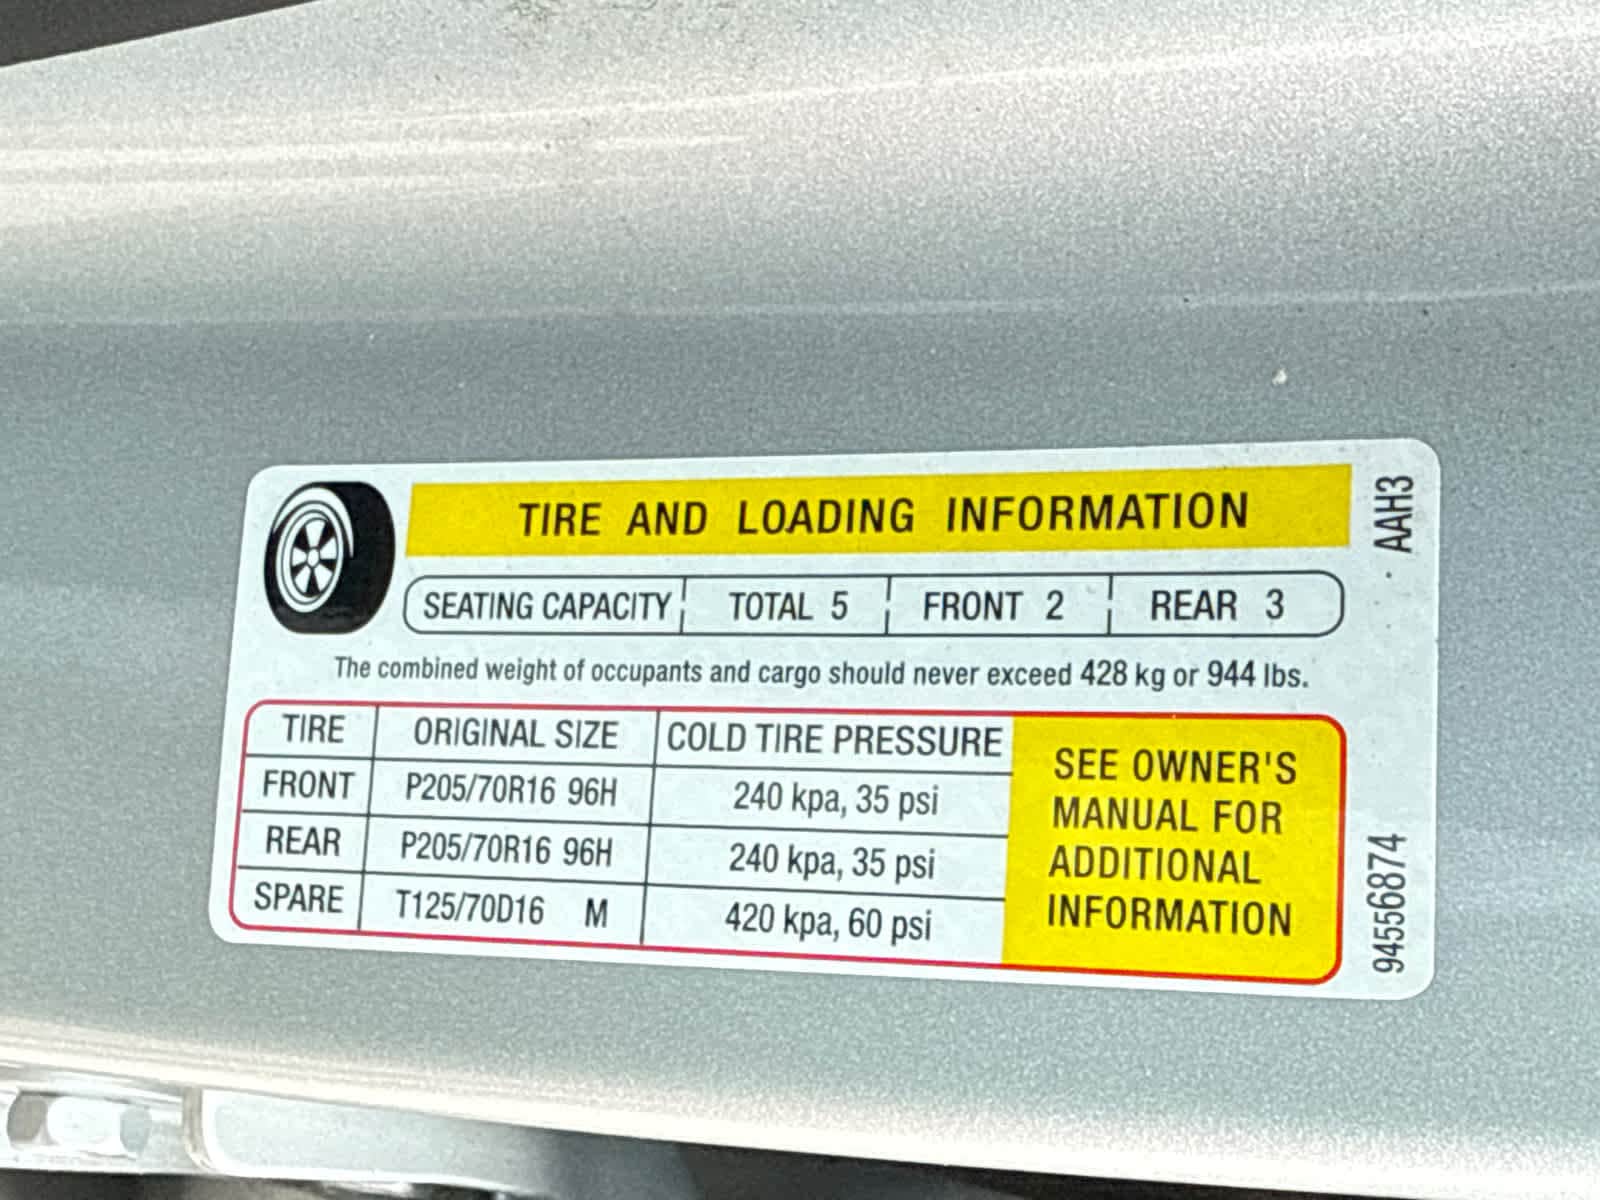 TIRE AND LOADING INFORMATION
SEATING CAPACITY TOTAL 5 FRONT 2 REAR 3
The combined weight of occupants and cargo should never exceed 428 kg or 944 lbs.
TIRE ORIGINAL SIZE COLD TIRE PRESSURE
FRONT P205/70R16 96H 240 kpa, 35 psi
REAR P205/70R16 96H 240 kpa, 35 psi
SPARE T125/70D16 M 420 kpa, 60 psi
SEE OWNER'S
MANUAL FOR
ADDITIONAL
INFORMATION
94556874
AAH3